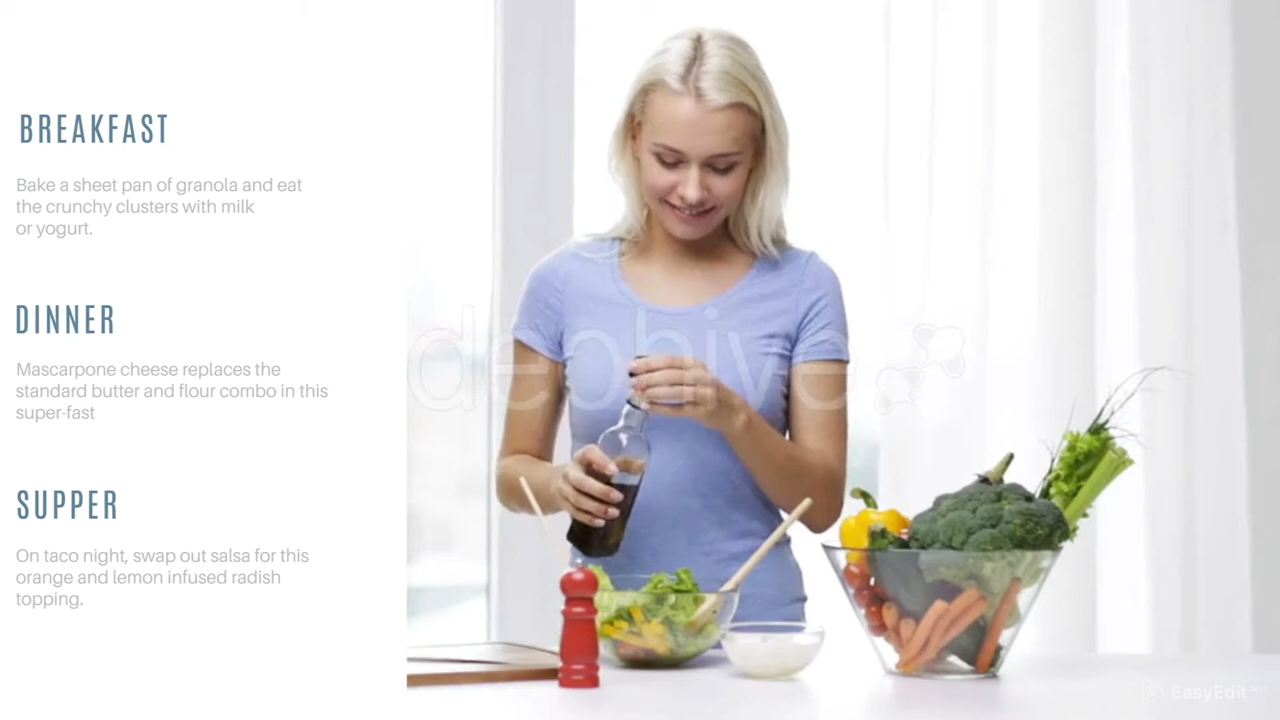 BREAKFAST
Bake a sheet pan of granola and eat
the crunchy clusters with milk
or yogurt.
DINNER
Mascarpone cheese replaces the
standard butter and flour combo in this
super-fast
SUPPER
On taco night, swap out salsa for this
orange and lemon infused radish
topping.
EasyEdit